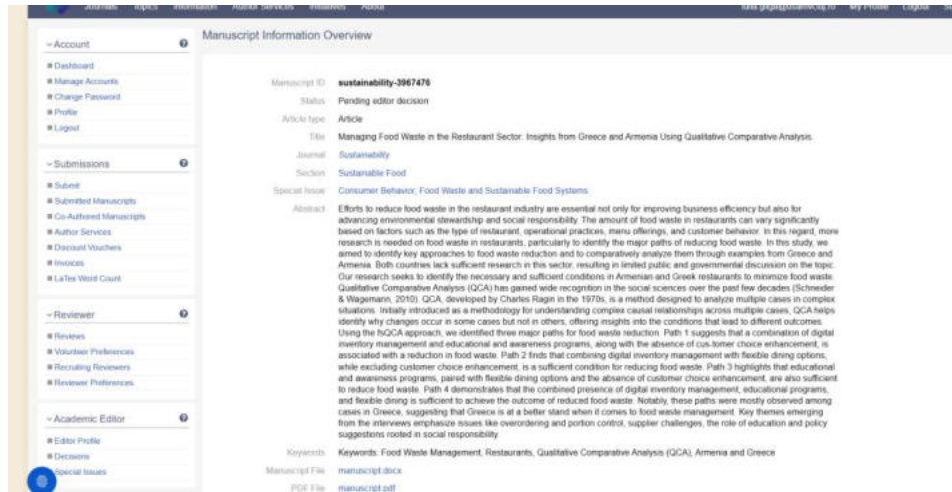 Journals Topics Information Author Services Initiatives About My Profile Logout
Account
Dashboard
Manage Accounts
Change Password
Profile
Logout
Submissions
Submit
Submitted Manuscripts
Co-Authored Manuscripts
Author Services
Discount Vouchers
Invoices
LaTex Word Count
Reviewer
Reviews
Volunteer Preferences
Recruiting Reviewers
Reviewer Preferences
Academic Editor
Editor Profile
Decisions
Special Issues
Manuscript Information Overview
Manuscript ID sustainability-3967476
Status Pending editor decision
Article type Article
Title Managing Food Waste in the Restaurant Sector: Insights from Greece and Armenia Using Qualitative Comparative Analysis.
Journal Sustainability
Section Sustainable Food
Special Issue Consumer Behavior, Food Waste and Sustainable Food Systems
Abstract Efforts to reduce food waste in the restaurant industry are essential not only for improving business efficiency but also for
advancing environmental stewardship and social responsibility. The amount of food waste in restaurants can vary significantly
based on factors such as the type of restaurant, operational practices, menu offerings, and customer behavior. In this regard, more
research is needed on food waste in restaurants, particularly to identify the major paths of reducing food waste. In this study, we
aimed to identify key approaches to food waste reduction and to comparatively analyze them through examples from Greece and
Armenia. Both countries lack sufficient research in this sector, resulting in limited public and governmental discussion on the topic.
Our research seeks to identify the necessary and sufficient conditions in Armenian and Greek restaurants to minimize food waste.
Qualitative Comparative Analysis (QCA) has gained wide recognition in the social sciences over the past few decades (Schneider
& Wagemann, 2010). QCA, developed by Charles Ragin in the 1970s, is a method designed to analyze multiple cases in complex
situations. Initially introduced as a methodology for understanding complex causal relationships across multiple cases, QCA helps
identify why changes occur in some cases but not in others, offering insights into the conditions that lead to different outcomes.
Using the fsQCA approach, we identified three major paths for food waste reduction. Path 1 suggests that a combination of digital
inventory management and educational and awareness programs, along with the absence of cus-tomer choice enhancement, is
associated with a reduction in food waste. Path 2 finds that combining digital inventory management with flexible dining options,
while excluding customer choice enhancement, is a sufficient condition for reducing food waste. Path 3 highlights that educational
and awareness programs, paired with flexible dining options and the absence of customer choice enhancement, are also sufficient
to reduce food waste. Path 4 demonstrates that the combined presence of digital inventory management, educational programs,
and flexible dining is sufficient to achieve the outcome of reduced food waste. Notably, these paths were mostly observed among
cases in Greece, suggesting that Greece is at a better stand when it comes to food waste management. Key themes emerging
from the interviews emphasize issues like overordering and portion control, supplier challenges, the role of education and policy
suggestions rooted in social responsibility.
Keywords Keywords: Food Waste Management, Restaurants, Qualitative Comparative Analysis (QCA), Armenia and Greece
Manuscript File manuscript.docx
PDF File manuscript.pdf